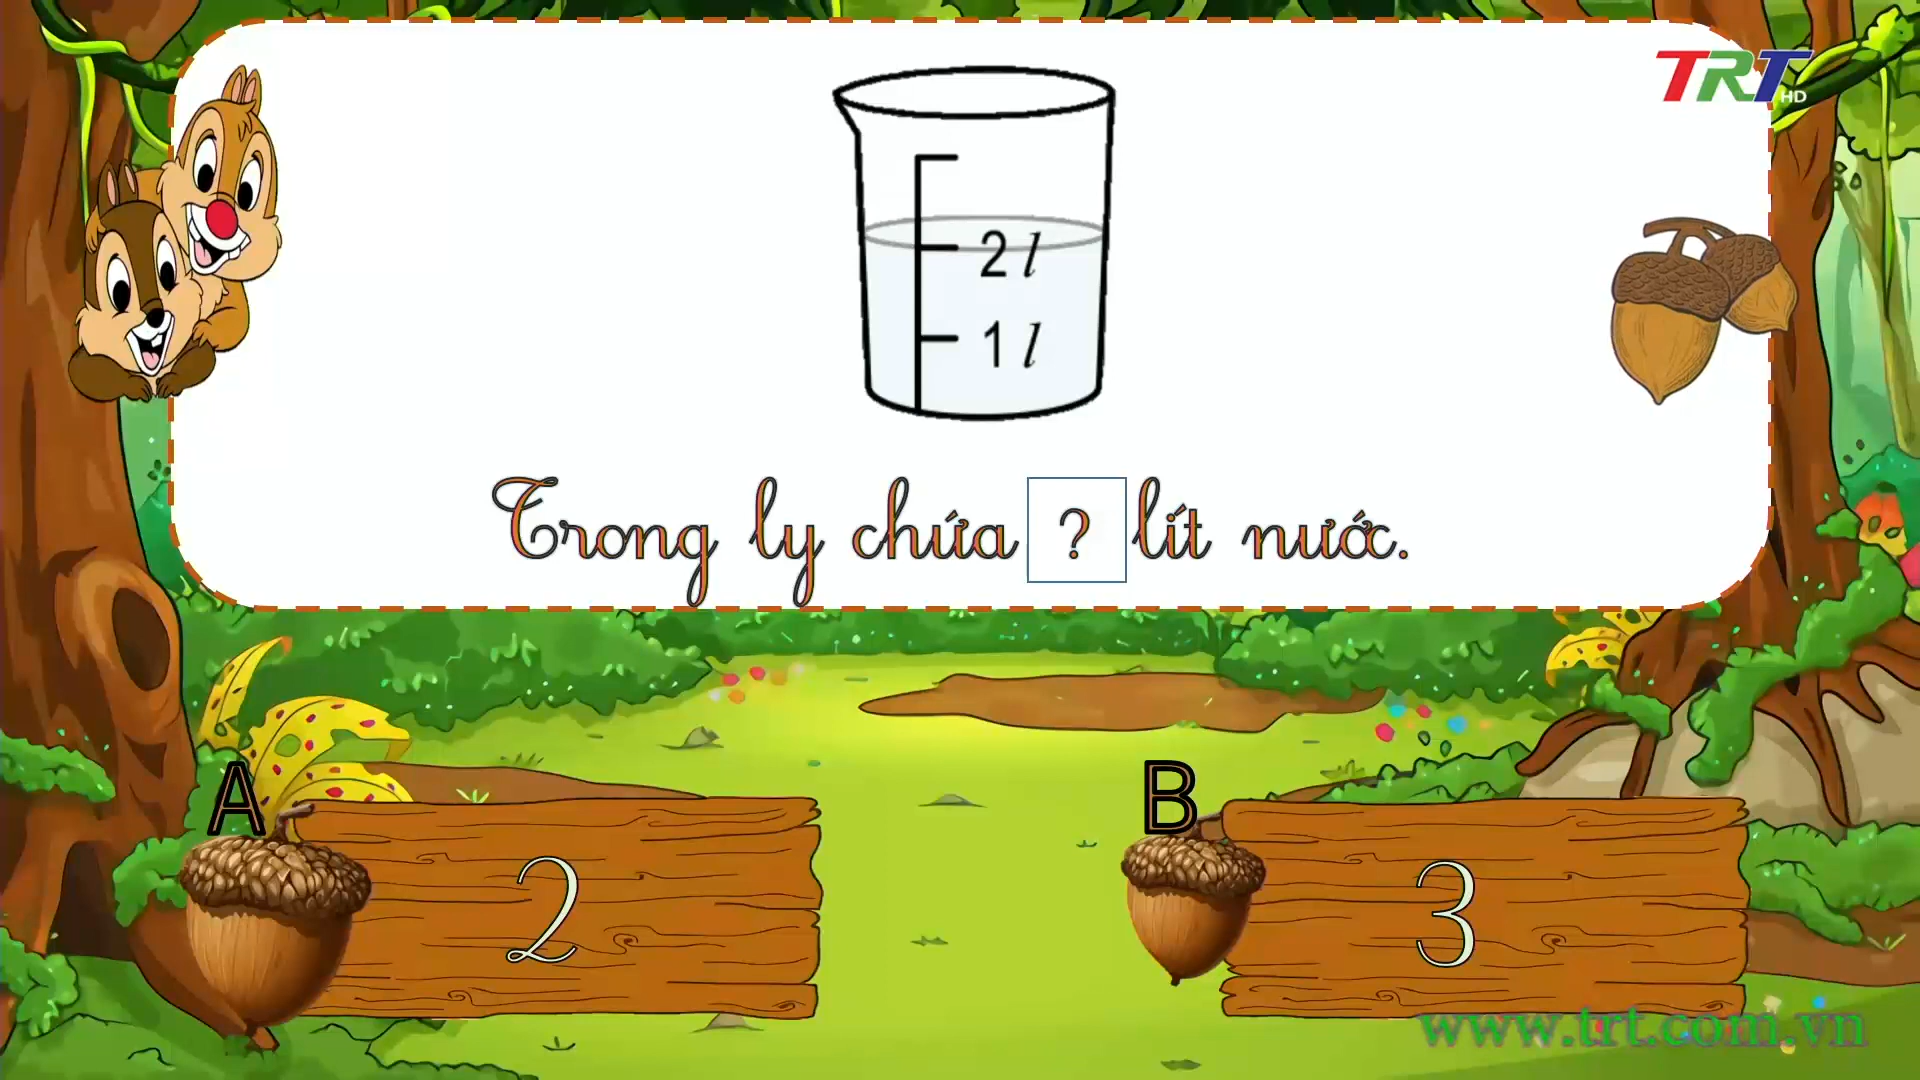 TRT HD
2 l
1 l
Trong ly chứa ? lít nước.
A
2
B
3
www.trt.com.vn